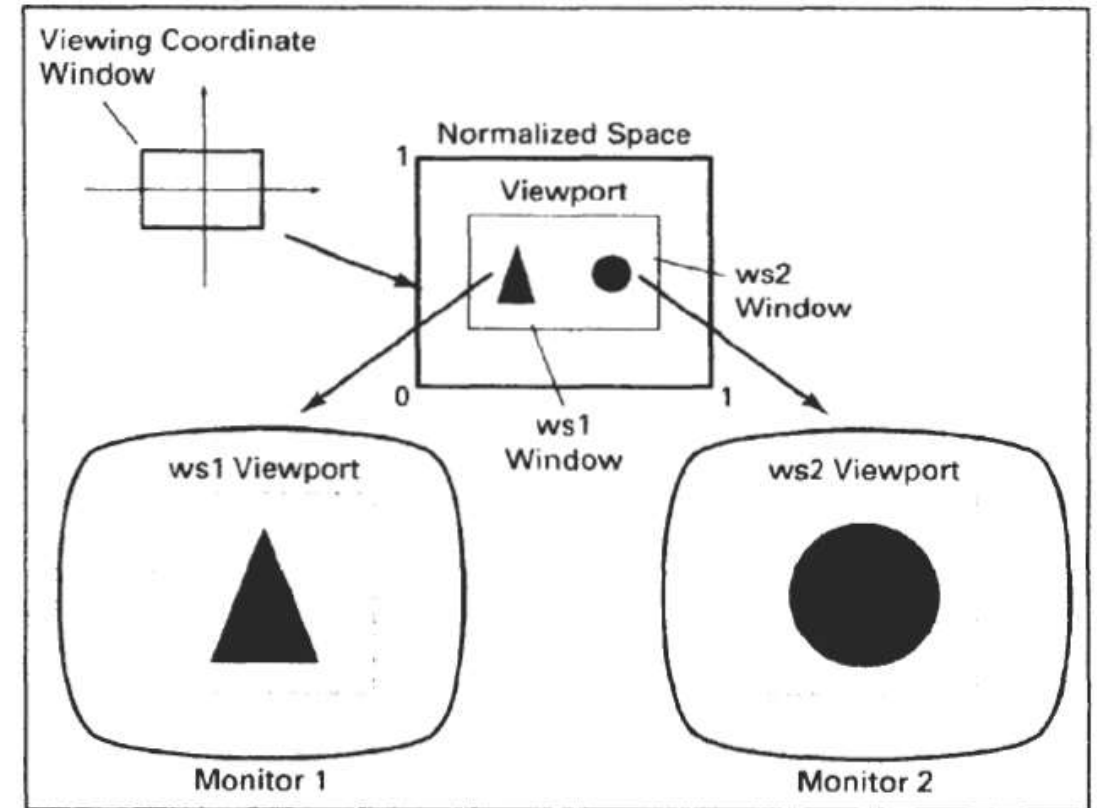 Viewing Coordinate
Window
Normalized Space
1
Viewport
ws2
Window
0
1
ws1
Window
ws1 Viewport
ws2 Viewport
Monitor 1
Monitor 2